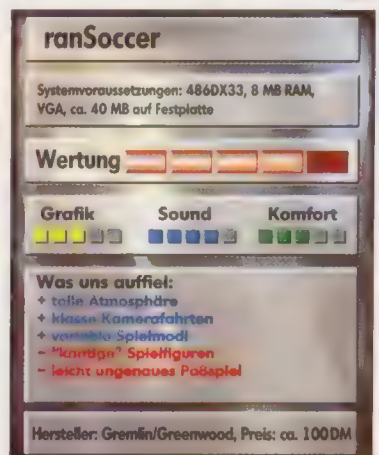 ranSoccer
Systemvoraussetzungen: 486DX33, 8 MB RAM,
VGA, ca. 40 MB auf Festplatte
Wertung
Grafik Sound Komfort
Was uns auffiel:
+ tolle Atmosphäre
+ klasse Kamerafahrten
+ variable Spielmodi
- "kantige" Spielfiguren
- leicht ungenaues Paßspiel
Hersteller: Gremlin/Greenwood, Preis: ca. 100 DM